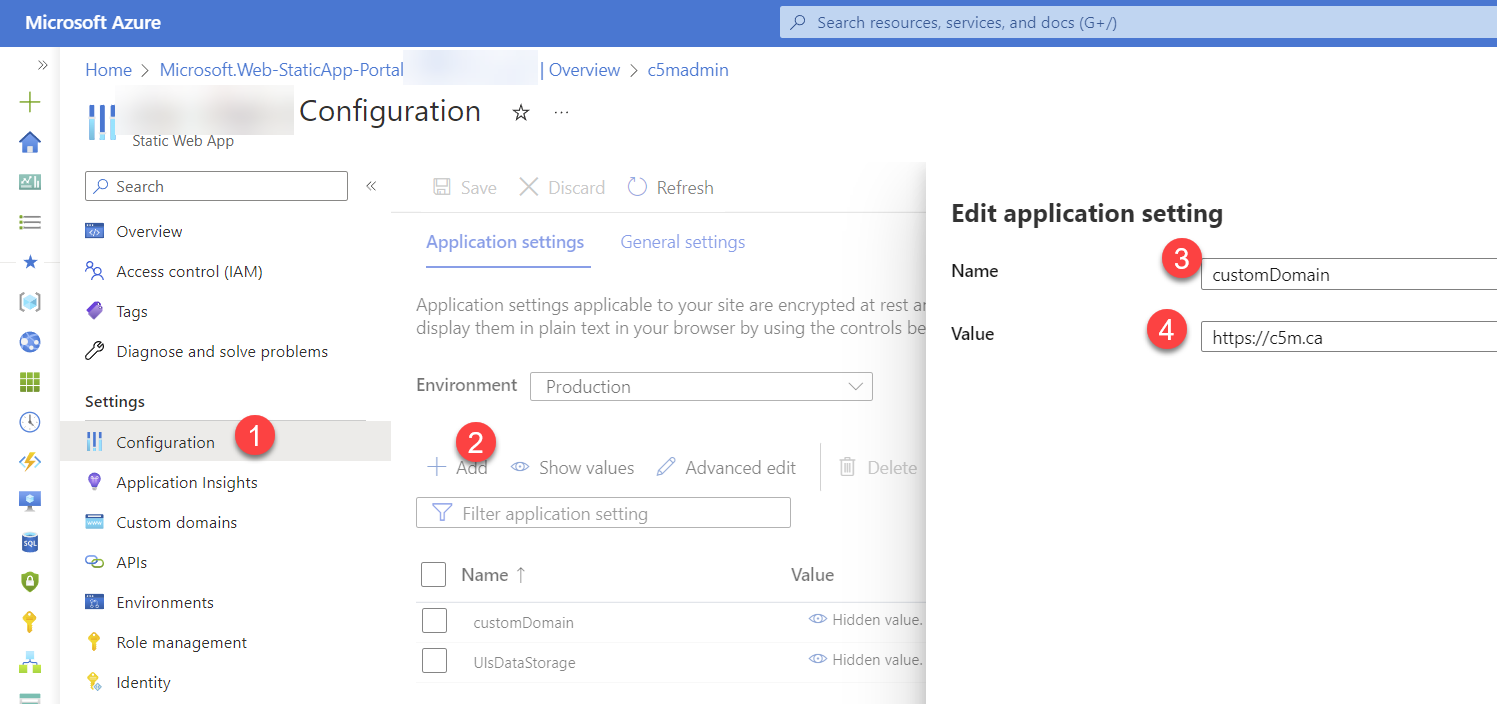 Microsoft Azure
Search resources, services, and docs (G+/)
Home > Microsoft.Web-StaticApp-Portal | Overview > c5madmin
Configuration
Static Web App
Search
Overview
Access control (IAM)
Tags
Diagnose and solve problems
Settings
Configuration
1
Application Insights
Custom domains
APIs
Environments
Role management
Identity
Save Discard Refresh
Application settings General settings
Application settings applicable to your site are encrypted at rest
display them in plain text in your browser by using the controls
Environment Production
2
Add Show values Advanced edit Delete
Filter application setting
Name ↑ Value
customDomain Hidden value.
UIsDataStorage Hidden value.
Edit application setting
3
Name customDomain
4
Value https://c5m.ca